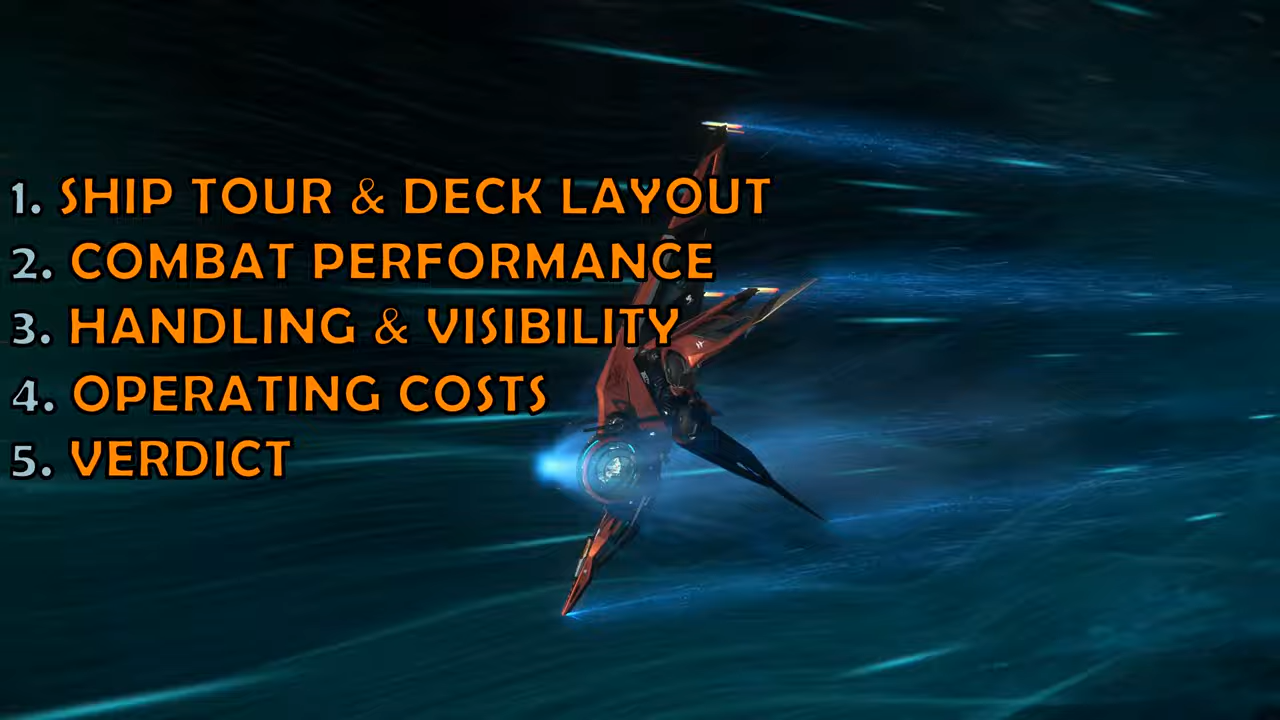 1. SHIP TOUR & DECK LAYOUT
2. COMBAT PERFORMANCE
3. HANDLING & VISIBILITY
4. OPERATING COSTS
5. VERDICT